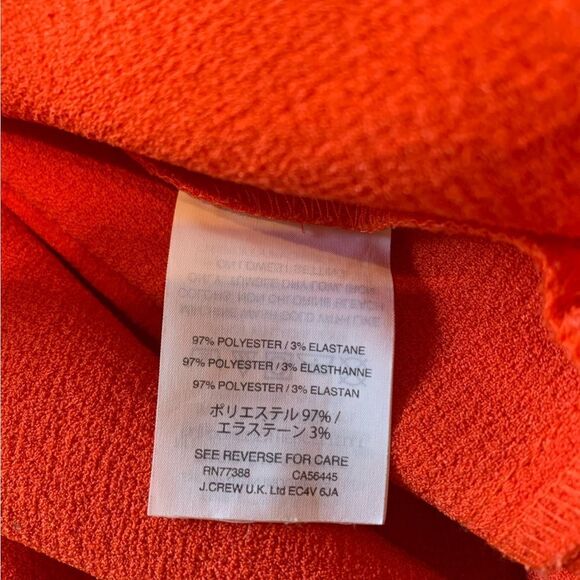 97% POLYESTER / 3% ELASTANE
97% POLYESTER / 3% ELASTHANNE
97% POLYESTER / 3% ELASTAN
ポリエステル 97% /
エラステーン 3%
SEE REVERSE FOR CARE
RN77388 CA56445
J.CREW U.K. Ltd EC4V 6JA